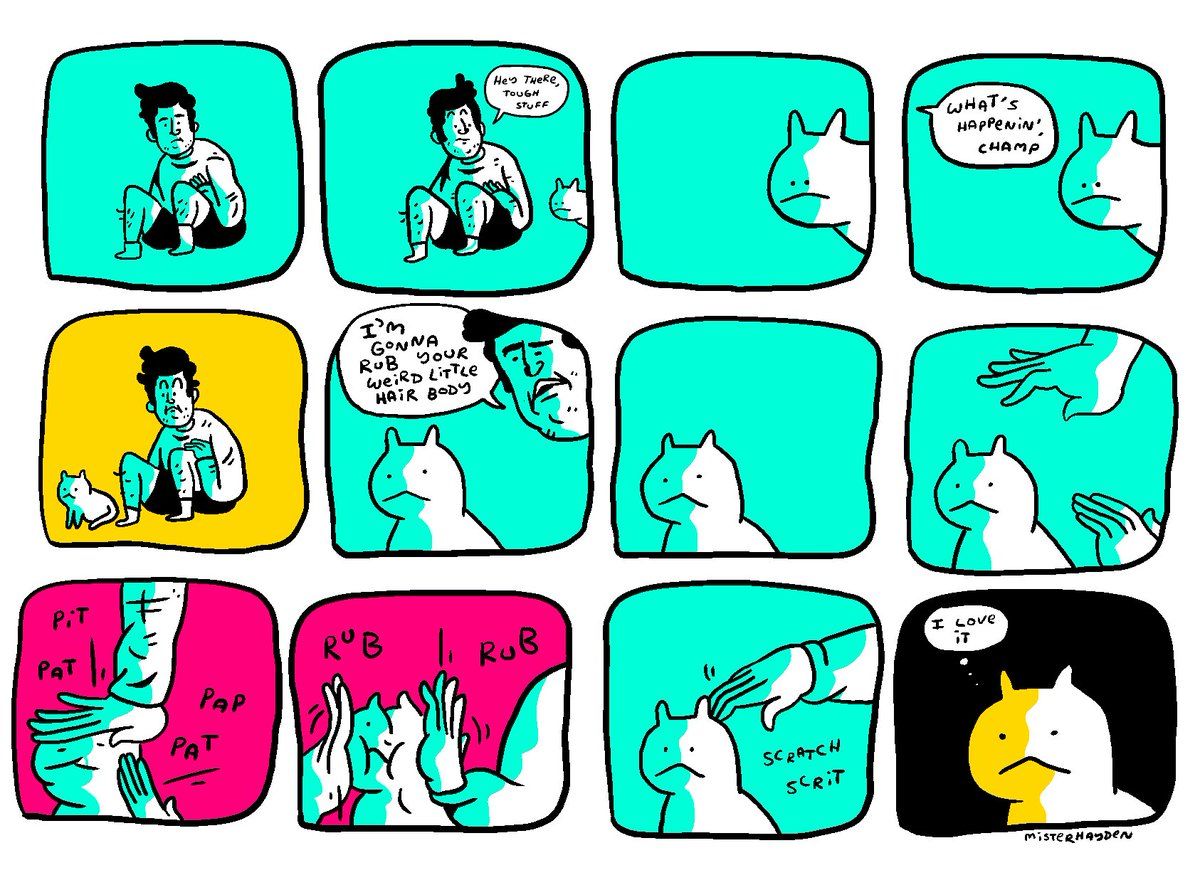 HEY THERE,
TOUGH
STUFF
WHAT'S
HAPPENIN',
CHAMP
I'M
GONNA
RUB YOUR
WEiRD LiTTLE
HAiR BODY
PiT
PAT
PAP
PAT
RUB
RUB
SCRATCH
SCRiT
I LOVE
iT
MiSTERHAYDEN